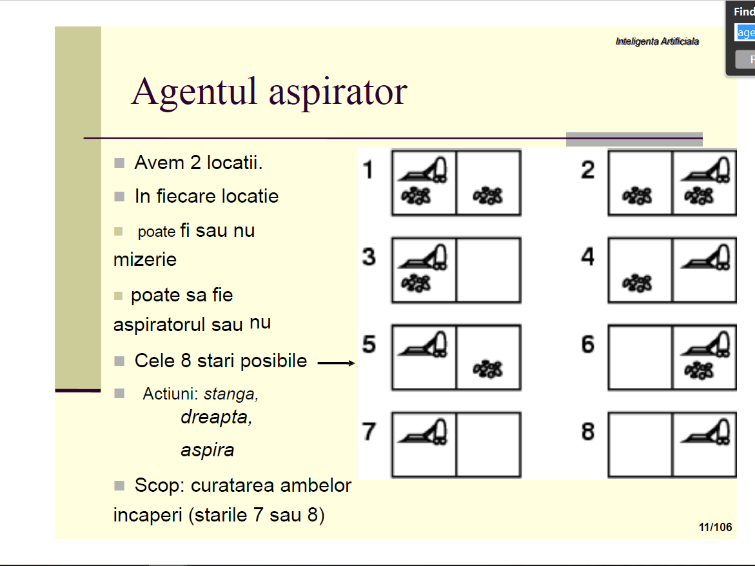 Find
age
Inteligenta Artificiala
Agentul aspirator
Avem 2 locatii.
In fiecare locatie
poate fi sau nu
mizerie
poate sa fie
aspiratorul sau nu
Cele 8 stari posibile
Actiuni: stanga,
dreapta,
aspira
Scop: curatarea ambelor
incaperi (starile 7 sau 8)
1 2
3 4
5 6
7 8
11/106